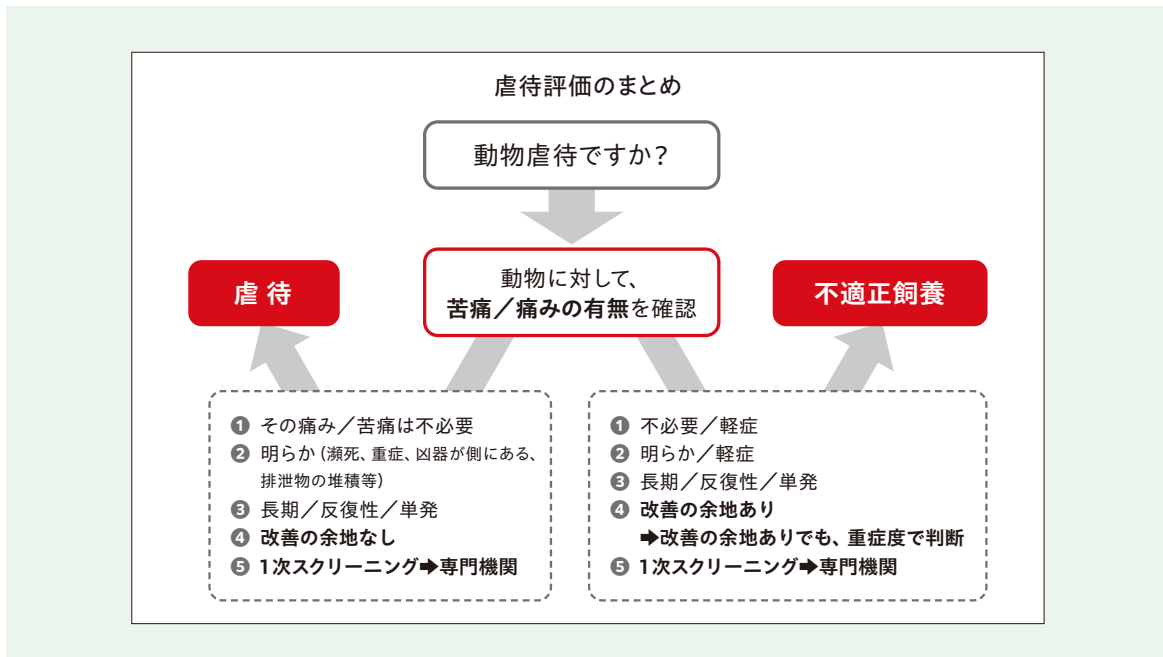 虐待評価のまとめ
動物虐待ですか？
動物に対して、
苦痛／痛みの有無を確認
虐 待
不適正飼養
❶ その痛み／苦痛は不必要
❷ 明らか（瀕死、重症、凶器が側にある、
排泄物の堆積等）
❸ 長期／反復性／単発
❹ 改善の余地なし
❺ 1次スクリーニング➡専門機関
❶ 不必要／軽症
❷ 明らか／軽症
❸ 長期／反復性／単発
❹ 改善の余地あり
➡改善の余地ありでも、重症度で判断
❺ 1次スクリーニング➡専門機関